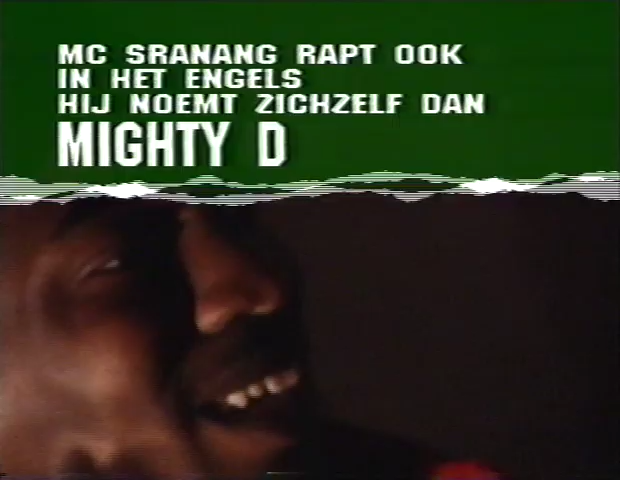 MC SRANANG RAPT OOK
IN HET ENGELS
HIJ NOEMT ZICHZELF DAN
MIGHTY D